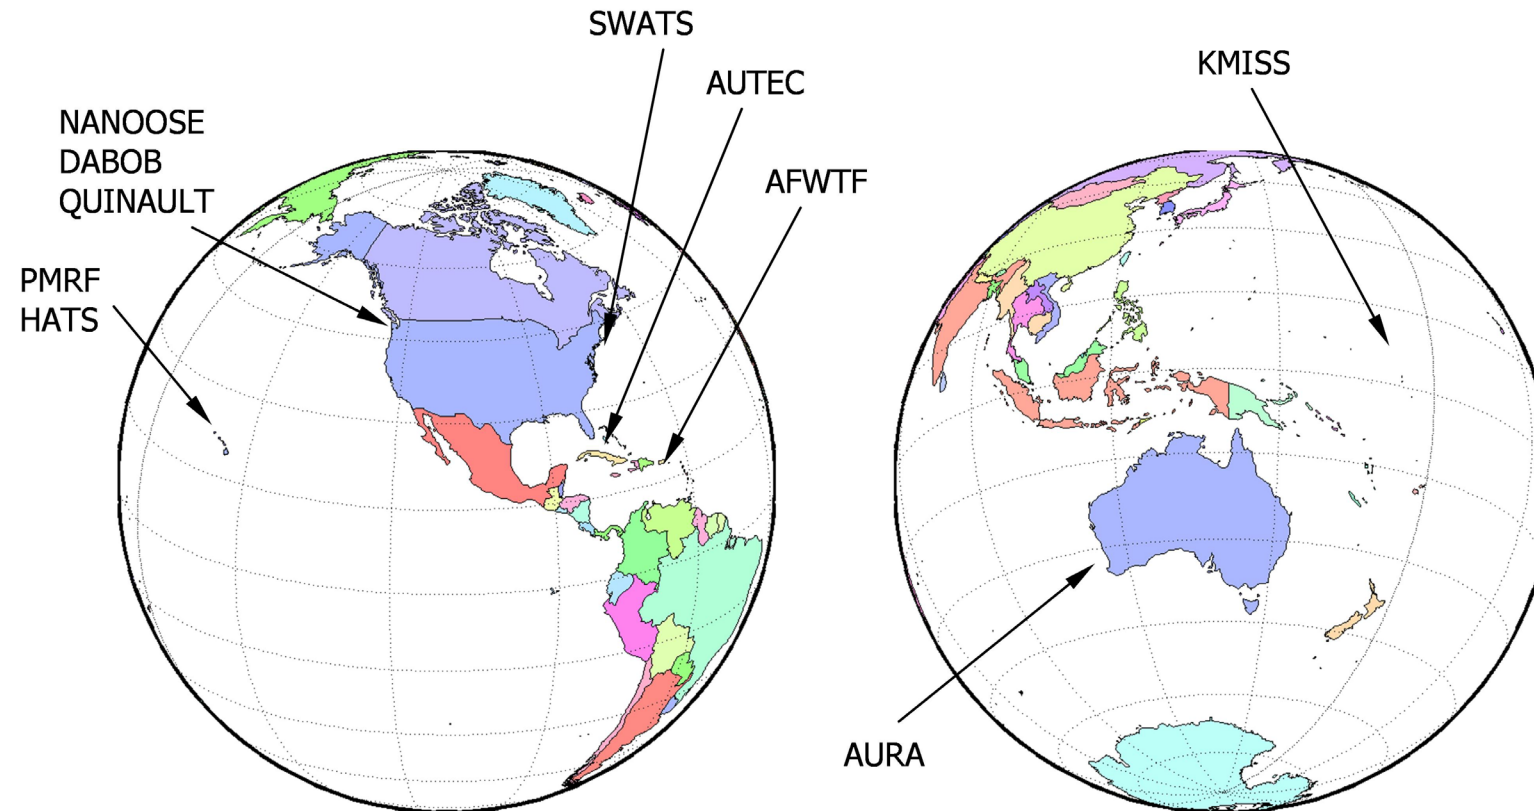 SWATS
AUTEC
NANOOSE
DABOB
QUINAULT
AFWTF
PMRF
HATS
KMISS
AURA